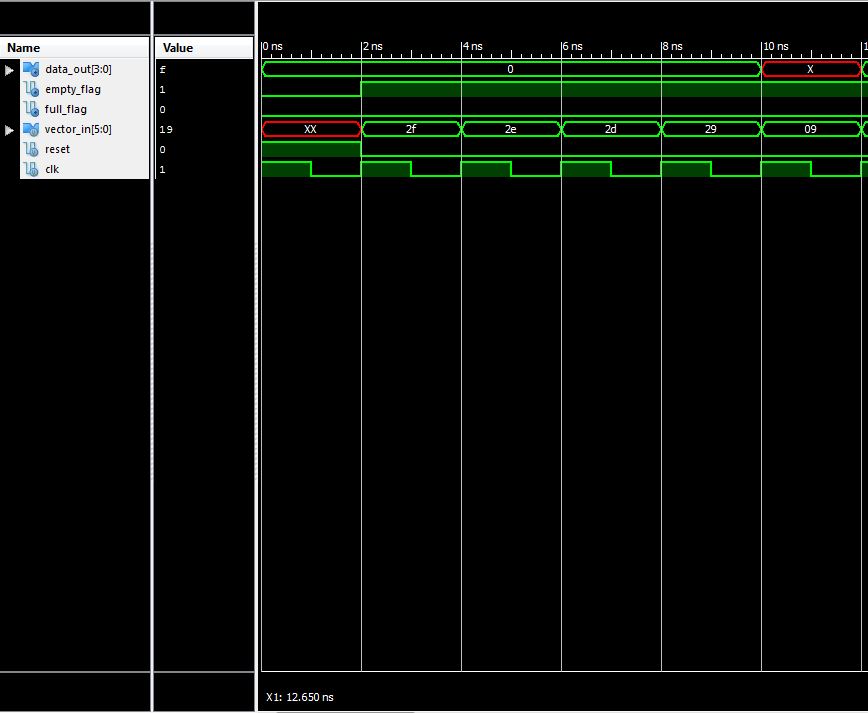 Name Value
0 ns 2 ns 4 ns 6 ns 8 ns 10 ns
data_out[3:0] f 0 X
empty_flag 1
full_flag 0
vector_in[5:0] 19 XX 2f 2e 2d 29 09
reset 0
clk 1
X1: 12.650 ns